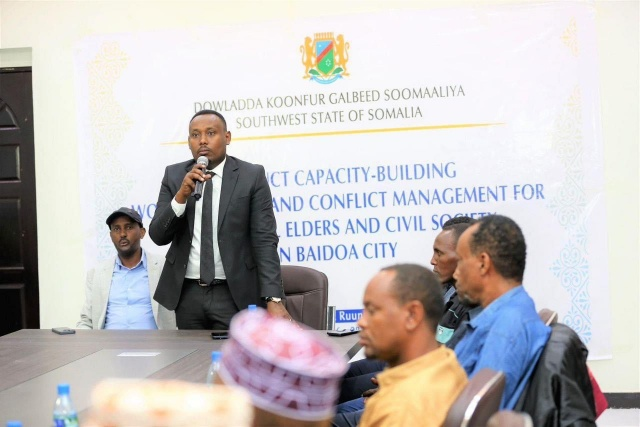 DOWLADDA KOONFUR GALBEED SOOMAALIYA
SOUTHWEST STATE OF SOMALIA
CAPACITY-BUILDING
AND CONFLICT MANAGEMENT FOR
ELDERS AND CIVIL SOCIETY
BAIDOA CITY